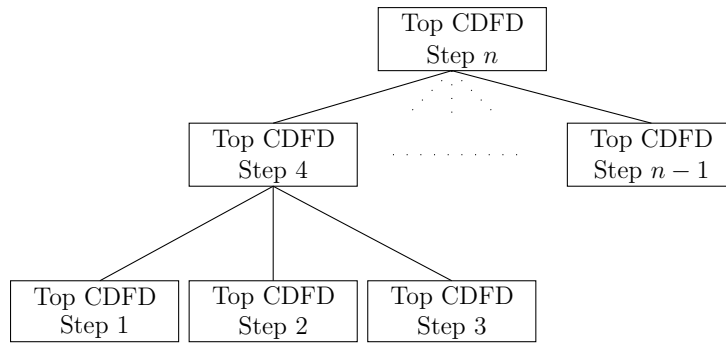 Top CDFD
Step n
Top CDFD
Step 4
Top CDFD
Step n − 1
Top CDFD
Step 1
Top CDFD
Step 2
Top CDFD
Step 3